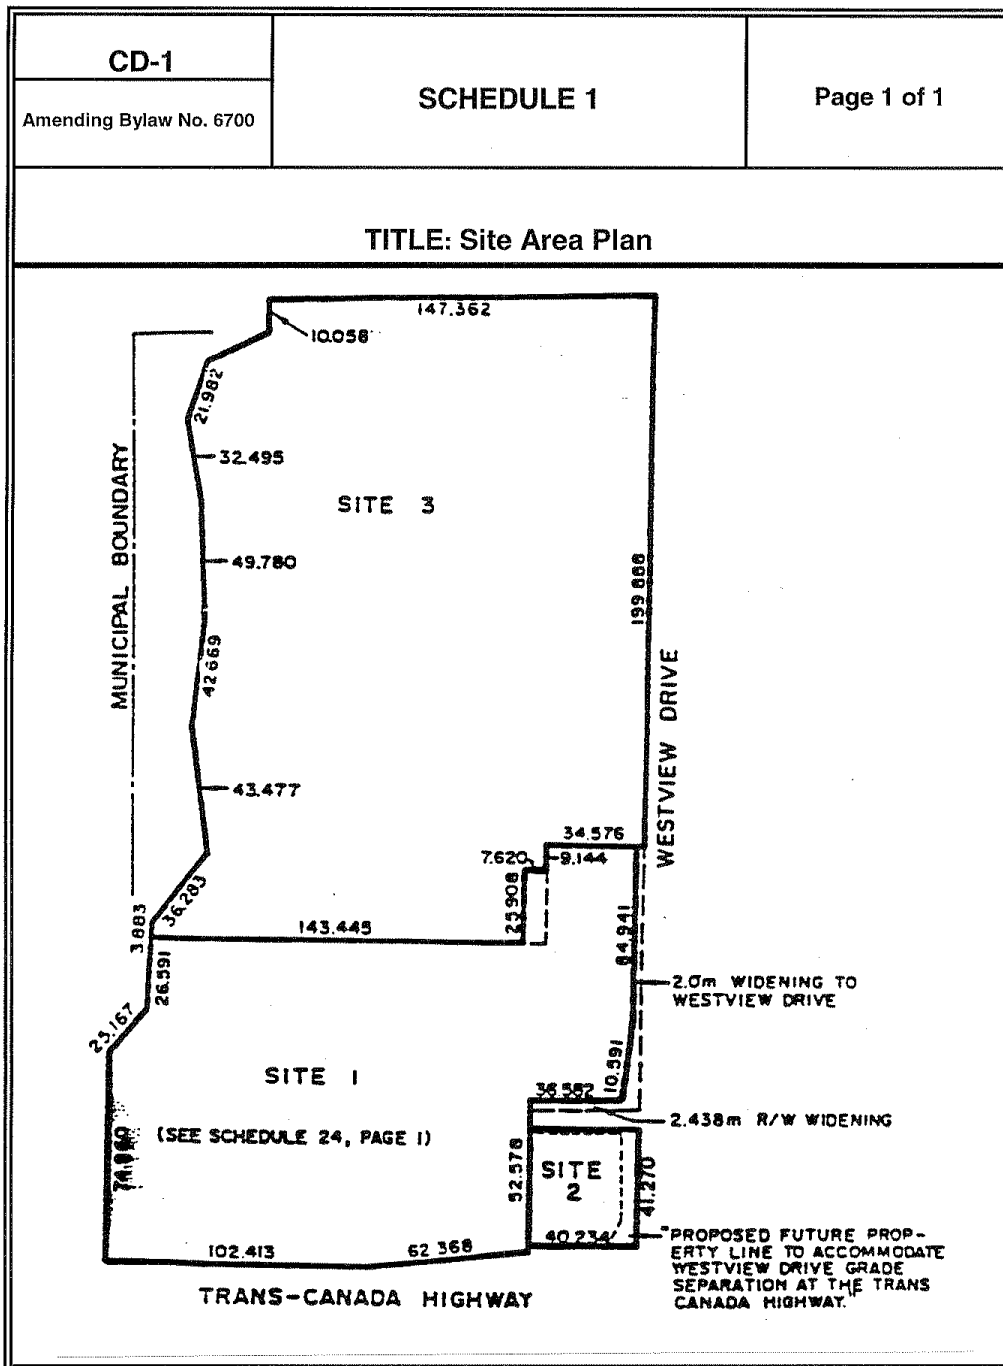 CD-1
Amending Bylaw No. 6700
SCHEDULE 1
Page 1 of 1
TITLE: Site Area Plan
147.362
10.058
21.982
32.495
SITE 3
49.780
MUNICIPAL BOUNDARY
199.888
42.669
WESTVIEW DRIVE
43.477
34.576
7.620
9.144
36.283
25.908
143.445
3.883
84.941
26.591
2.0m WIDENING TO
WESTVIEW DRIVE
25.167
SITE 1
10.591
36.582
2.438m R/W WIDENING
(SEE SCHEDULE 24, PAGE 1)
52.578
SITE
2
41.270
40.234
102.413
62.368
"PROPOSED FUTURE PROP-
ERTY LINE TO ACCOMMODATE
WESTVIEW DRIVE GRADE
SEPARATION AT THE TRANS
CANADA HIGHWAY."
TRANS-CANADA HIGHWAY